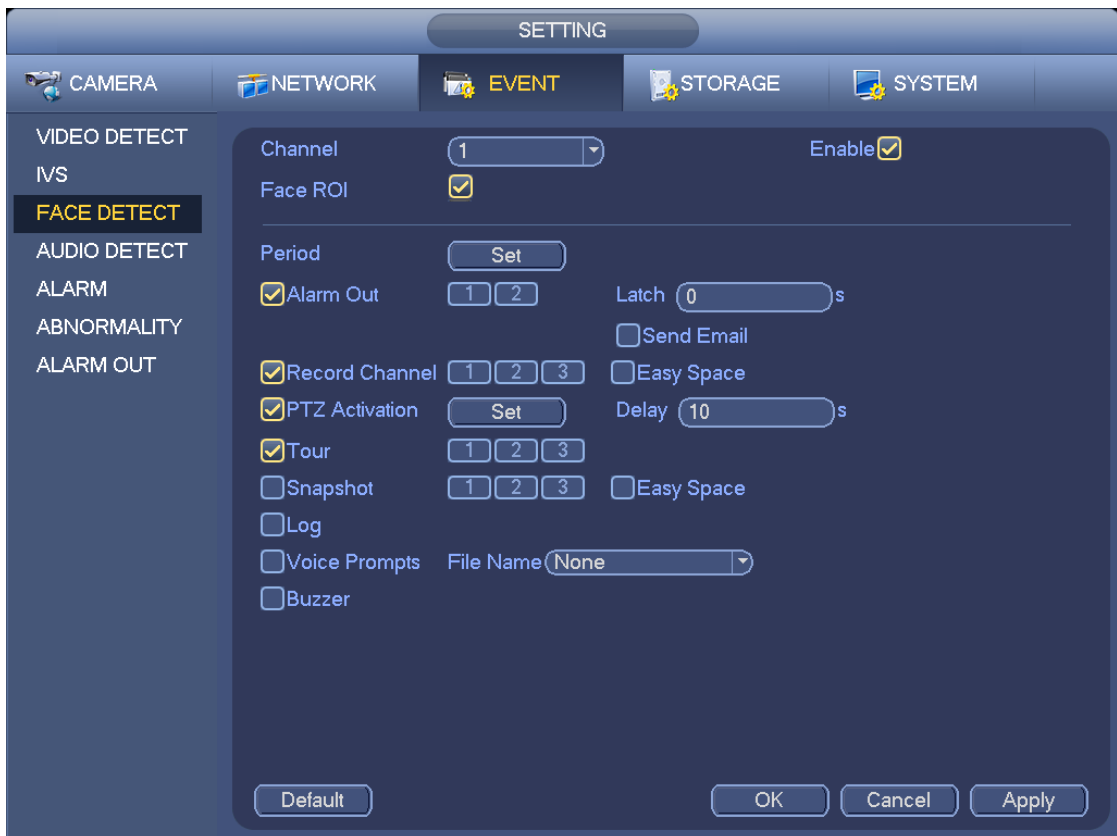 SETTING
CAMERA NETWORK EVENT STORAGE SYSTEM
VIDEO DETECT
IVS
FACE DETECT
AUDIO DETECT
ALARM
ABNORMALITY
ALARM OUT
Channel 1 Enable
Face ROI
Period Set
Alarm Out 1 2 Latch 0 s
Send Email
Record Channel 1 2 3 Easy Space
PTZ Activation Set Delay 10 s
Tour 1 2 3
Snapshot 1 2 3 Easy Space
Log
Voice Prompts File Name None
Buzzer
Default OK Cancel Apply